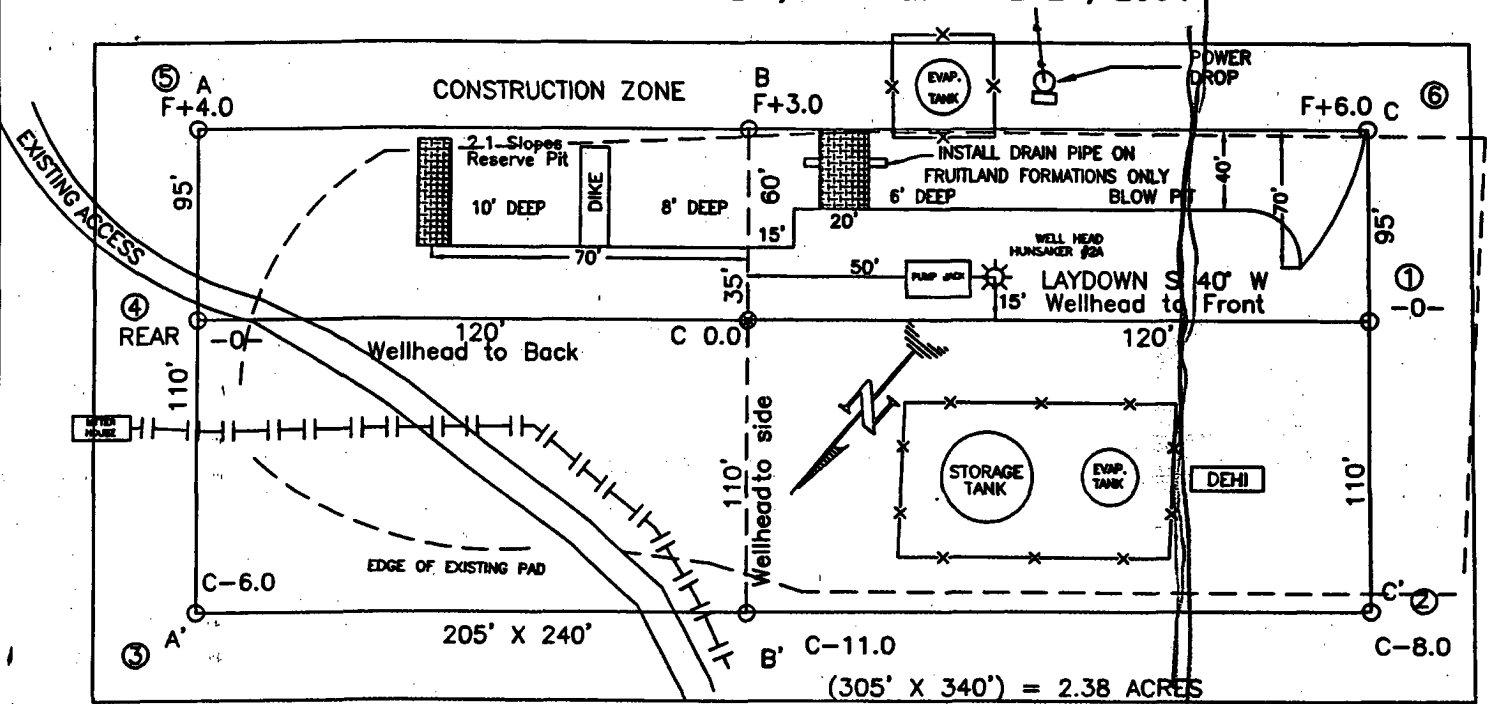 POWER
DROP
⑤
A
F+4.0
CONSTRUCTION ZONE
B
F+3.0
EVAP.
TANK
F+6.0 C
⑥
EXISTING ACCESS
95'
2.1 Slopes
Reserve Pit
10' DEEP
DIKE
8' DEEP
60'
15'
70'
INSTALL DRAIN PIPE ON
FRUITLAND FORMATIONS ONLY
6' DEEP
BLOW PIT
20'
40'
70'
95'
WELL HEAD
HUNSAKER #2A
35'
50'
PUMP JACK
15'
LAYDOWN S 40° W
Wellhead to Front
①
-0-
④
REAR
-0-
120'
Wellhead to Back
C 0.0
120'
110'
METER
HOUSE
110'
Wellhead to side
N
STORAGE
TANK
EVAP.
TANK
DEHI
110'
EDGE OF EXISTING PAD
C-6.0
A'
③
205' X 240'
B'
C-11.0
C'
②
C-8.0
(305' X 340') = 2.38 ACRES